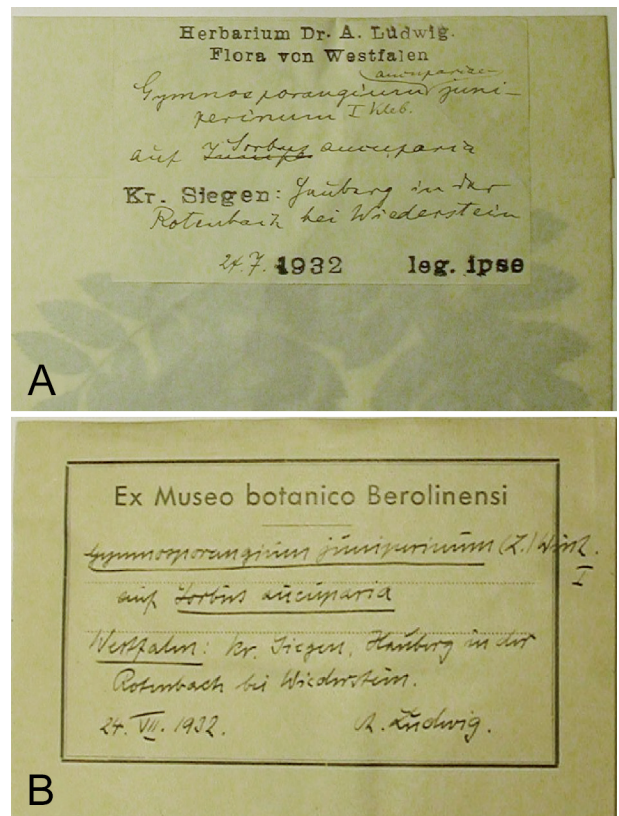 Herbarium Dr. A. Ludwig.
Flora von Westfalen
aucupariae
Gymnosporangium juni-
perinum I Kleb.
auf Sorbus aucuparia
Kr. Siegen: Hauberg in der
Rotenbach bei Wiederstein
24.7. 1932 leg. ipse
A
Ex Museo botanico Berolinensi
Gymnosporangium juniperinum (L.) Wint.
I
auf Sorbus aucuparia
Westfalen: Kr. Siegen, Hauberg in der
Rotenbach bei Wiederstein.
24. VII. 1932. A. Ludwig.
B